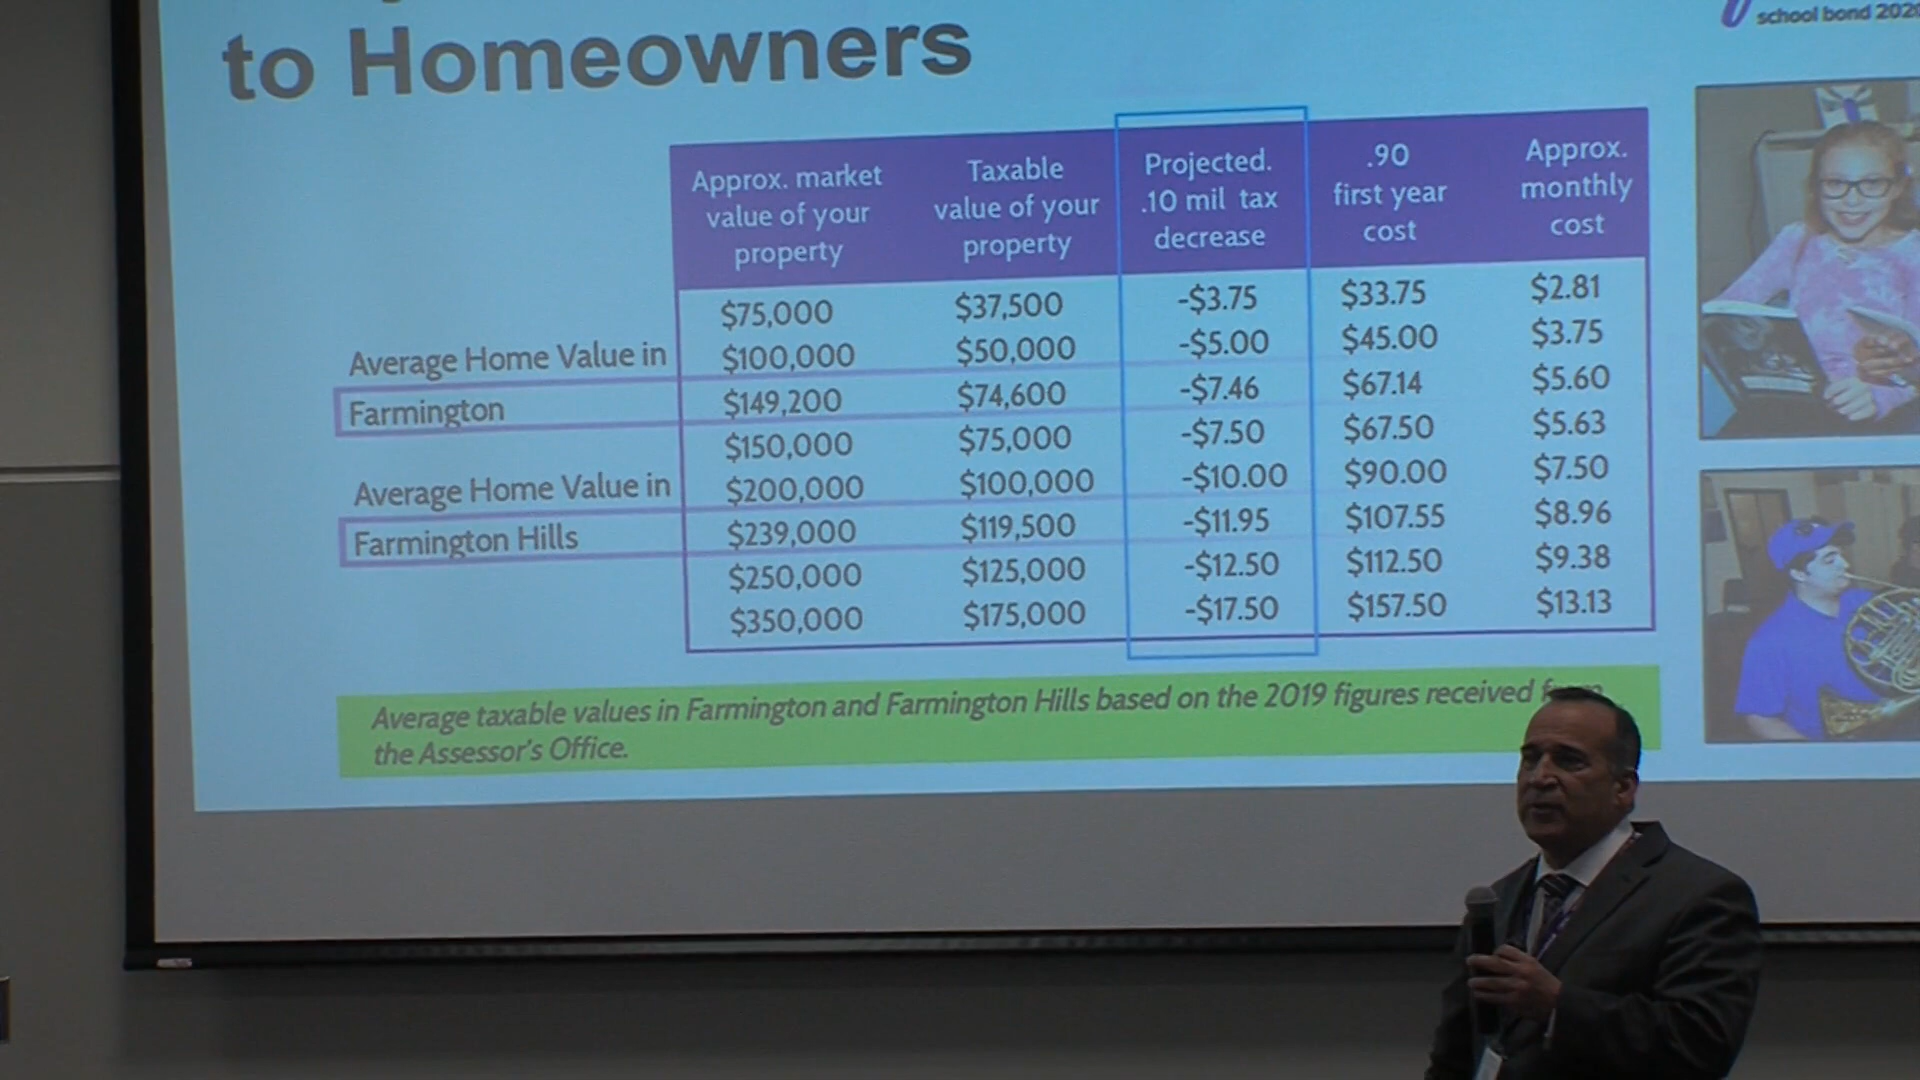 to Homeowners
school bond 2020
Approx. market value of your property Taxable value of your property Projected. .10 mil tax decrease .90 first year cost Approx. monthly cost
$75,000 $37,500 -$3.75 $33.75 $2.81
Average Home Value in $100,000 $50,000 -$5.00 $45.00 $3.75
Farmington $149,200 $74,600 -$7.46 $67.14 $5.60
$150,000 $75,000 -$7.50 $67.50 $5.63
Average Home Value in $200,000 $100,000 -$10.00 $90.00 $7.50
Farmington Hills $239,000 $119,500 -$11.95 $107.55 $8.96
$250,000 $125,000 -$12.50 $112.50 $9.38
$350,000 $175,000 -$17.50 $157.50 $13.13
Average taxable values in Farmington and Farmington Hills based on the 2019 figures received from
the Assessor's Office.